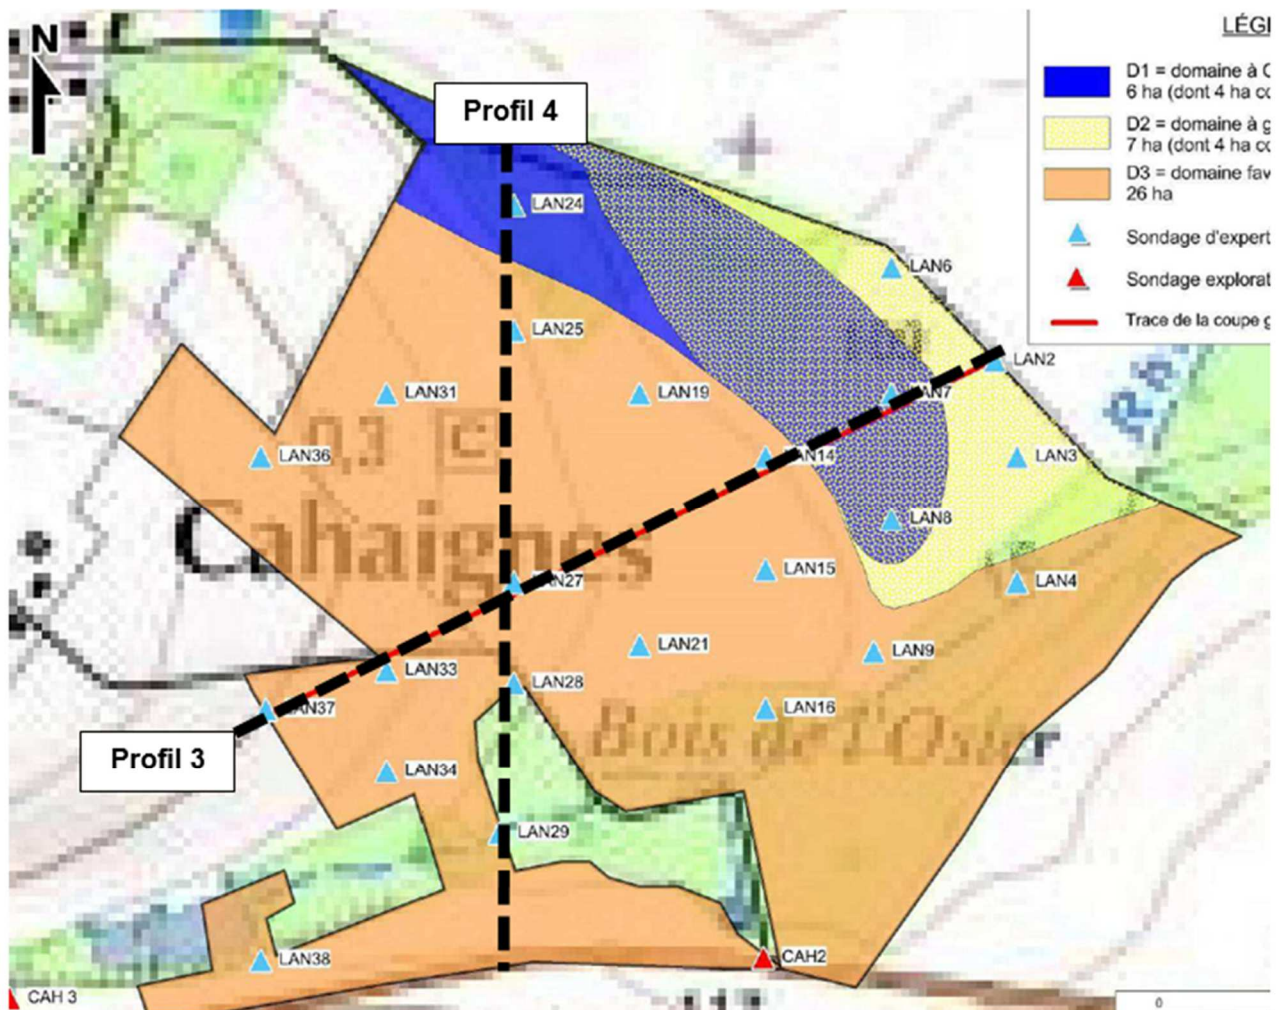 N
LÉGI
D1 = domaine à C
6 ha (dont 4 ha co
D2 = domaine à g
7 ha (dont 4 ha co
D3 = domaine fav
26 ha
Sondage d'expert
Sondage explorat
Trace de la coupe g
Profil 4
LAN24
LAN6
LAN25
LAN2
LAN31
LAN19
LAN7
LAN36
LAN14
LAN3
Cahaignes
LAN8
LAN27
LAN15
LAN4
LAN21
LAN9
LAN33
LAN28
LAN37
LAN16
Bois de l'Osier
Profil 3
LAN34
LAN29
LAN38
CAH2
CAH 3
0